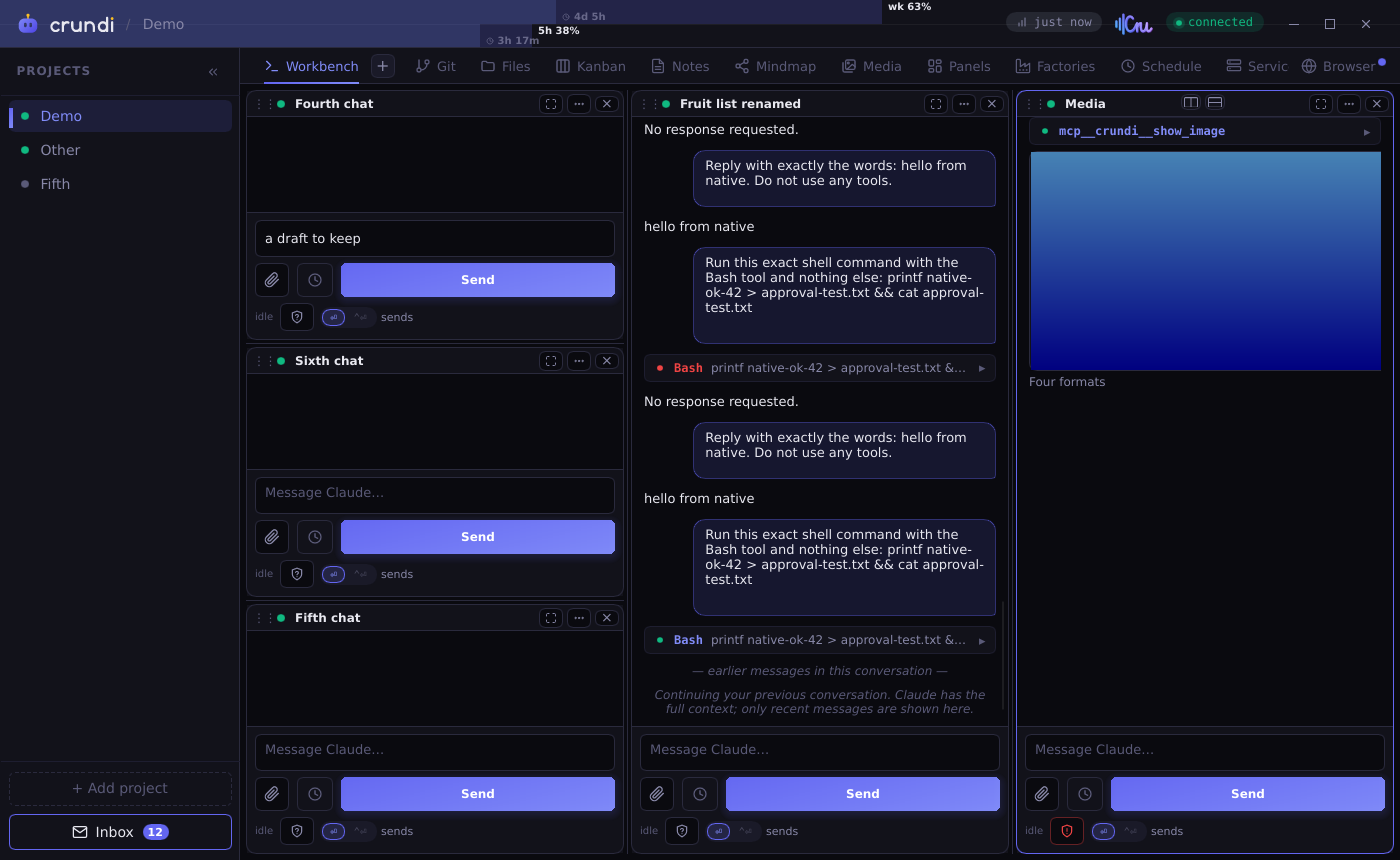 crundi / Demo
4d 5h
wk 63%
3h 17m
5h 38%
just now
Cru
connected
PROJECTS
«
Workbench
+
Git
Files
Kanban
Notes
Mindmap
Media
Panels
Factories
Schedule
Servic
Browser
Demo
Other
Fifth
+ Add project
Inbox 12
Fourth chat
a draft to keep
Send
idle
sends
Sixth chat
Message Claude…
Send
idle
sends
Fifth chat
Message Claude…
Send
idle
sends
Fruit list renamed
No response requested.
Reply with exactly the words: hello from
native. Do not use any tools.
hello from native
Run this exact shell command with the
Bash tool and nothing else: printf native-
ok-42 > approval-test.txt && cat approval-
test.txt
Bash printf native-ok-42 > approval-test.txt &…
No response requested.
Reply with exactly the words: hello from
native. Do not use any tools.
hello from native
Run this exact shell command with the
Bash tool and nothing else: printf native-
ok-42 > approval-test.txt && cat approval-
test.txt
Bash printf native-ok-42 > approval-test.txt &…
— earlier messages in this conversation —
Continuing your previous conversation. Claude has the
full context; only recent messages are shown here.
Message Claude…
Send
idle
sends
Media
mcp__crundi__show_image
Four formats
Message Claude…
Send
idle
sends